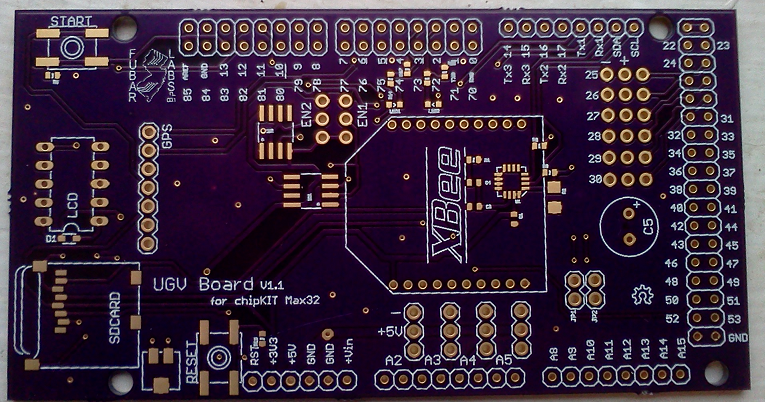 START
FUBAR LABS
AREF GND 13 12 11 10 9 8
85 84 83 82 81 80 79 78
7 6 5 4 3 2
77 76 75 74 73 72 71 70
Tx3 14
Rx3 15
Tx2 16
Rx2 17
Tx1
Rx1
SDA
SCL
22 23
24
- +
25
26
27
28
29
30
31
32 33
34 35
36 37
38 39
40 41
42 43
44 45
46 47
48 49
50 51
52 53
GND
EN2
EN1
GPS
LCD
D1
XBee
C5
+
UGV Board v1.1
for chipKIT Max32
SDCARD
RESET
RST
+3V3
+5V
GND
GND
+Vin
-
+5V
A2 A3 A4 A5
JP1 JP2
A8 A9 A10 A11 A12 A13 A14 A15